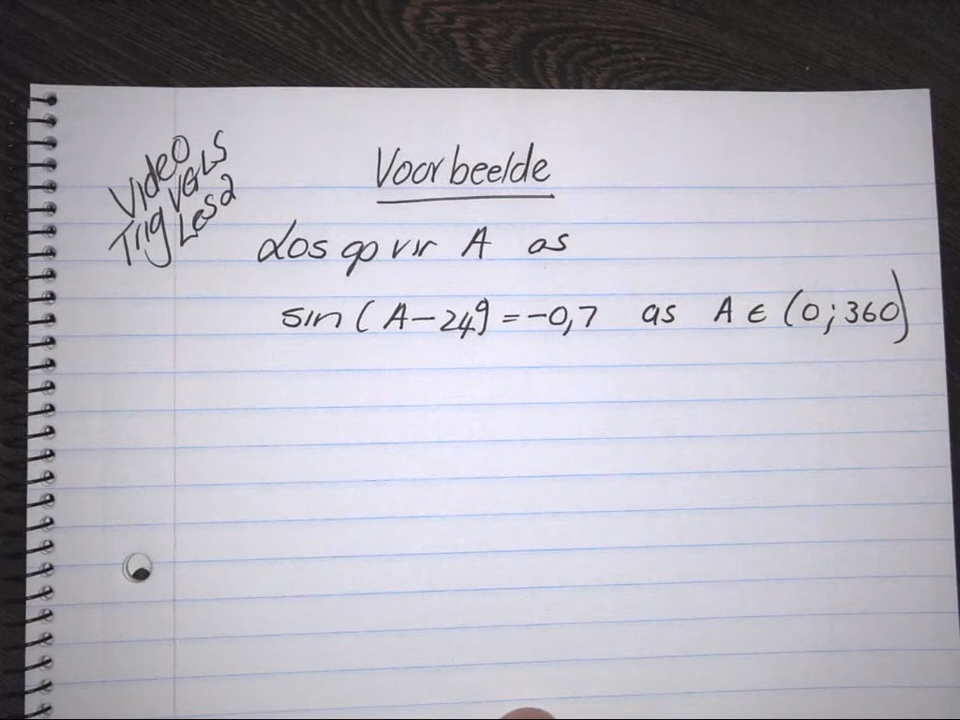 Video
Trig VGLS
Les 2
Voorbeelde
Los op vir A as
sin(A-24°) = -0,7 as A ∈ (0; 360)